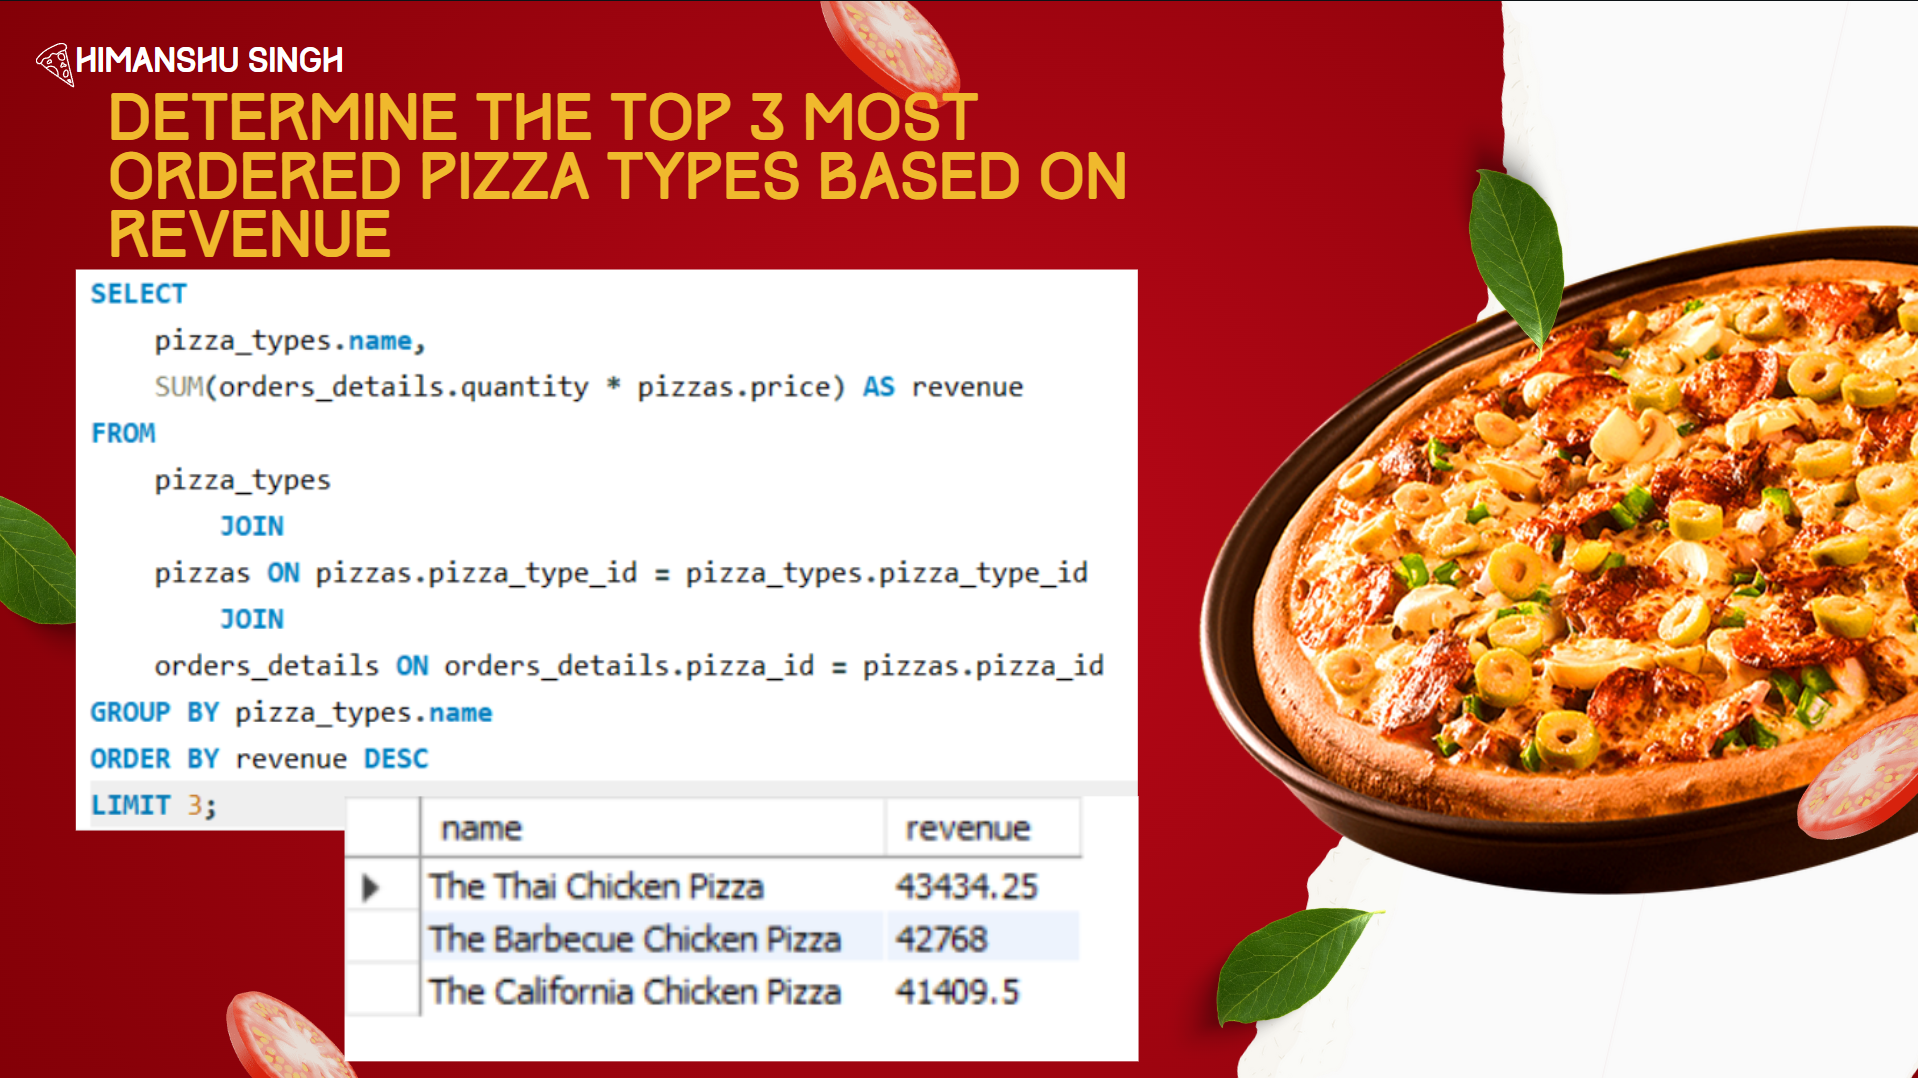 HIMANSHU SINGH
DETERMINE THE TOP 3 MOST
ORDERED PIZZA TYPES BASED ON
REVENUE
SELECT
pizza_types.name,
SUM(orders_details.quantity * pizzas.price) AS revenue
FROM
pizza_types
JOIN
pizzas ON pizzas.pizza_type_id = pizza_types.pizza_type_id
JOIN
orders_details ON orders_details.pizza_id = pizzas.pizza_id
GROUP BY pizza_types.name
ORDER BY revenue DESC
LIMIT 3;
name revenue
The Thai Chicken Pizza 43434.25
The Barbecue Chicken Pizza 42768
The California Chicken Pizza 41409.5